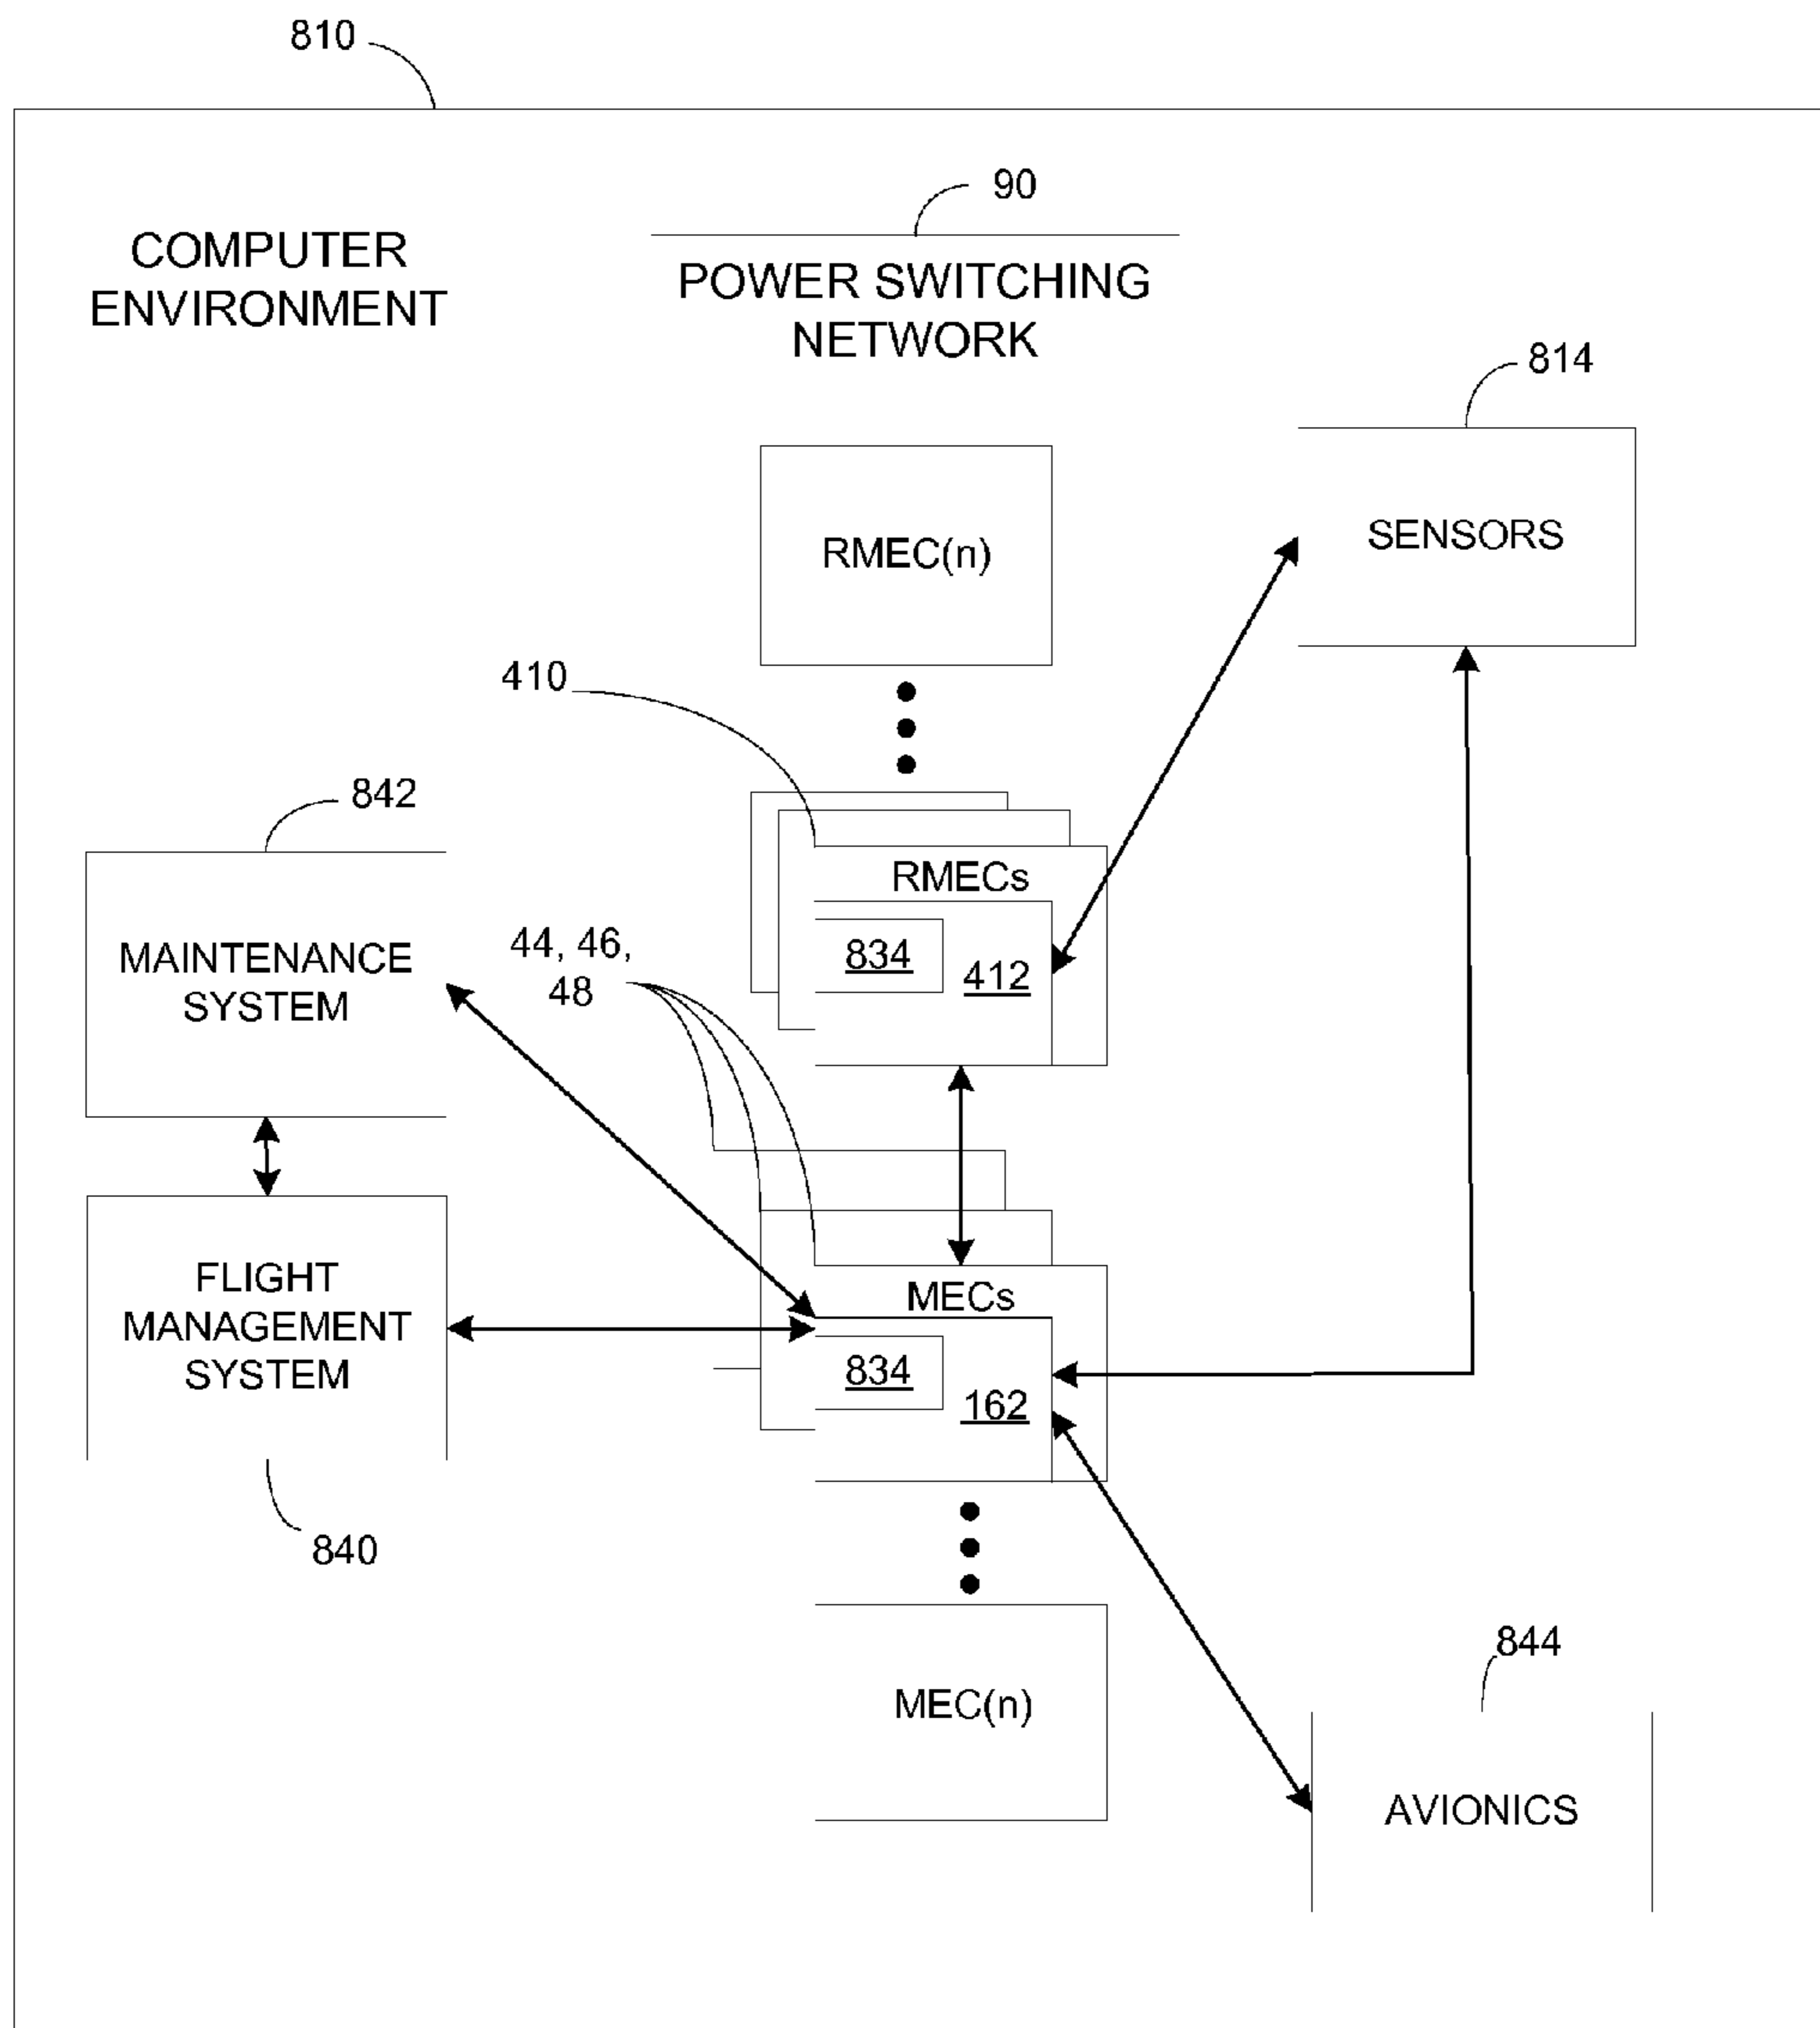 810
90
COMPUTER
ENVIRONMENT
POWER SWITCHING
NETWORK
814
RMEC(n)
SENSORS
410
842
RMECs
834
412
MAINTENANCE
SYSTEM
44, 46,
48
FLIGHT
MANAGEMENT
SYSTEM
MECs
834
162
840
844
MEC(n)
AVIONICS